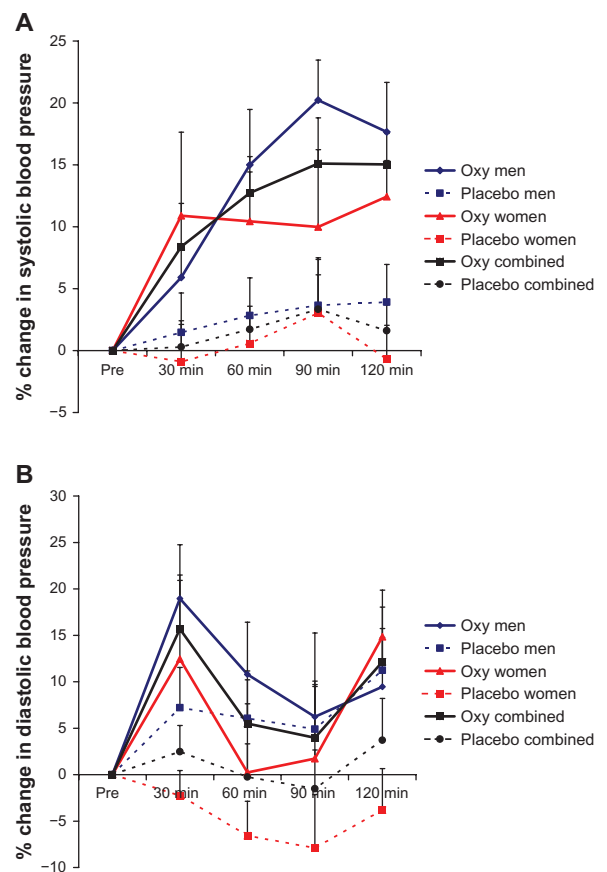 A
% change in systolic blood pressure
25
20
15
10
5
0
−5
Pre 30 min 60 min 90 min 120 min
Oxy men
Placebo men
Oxy women
Placebo women
Oxy combined
Placebo combined
B
% change in diastolic blood pressure
30
25
20
15
10
5
0
−5
−10
Pre 30 min 60 min 90 min 120 min
Oxy men
Placebo men
Oxy women
Placebo women
Oxy combined
Placebo combined